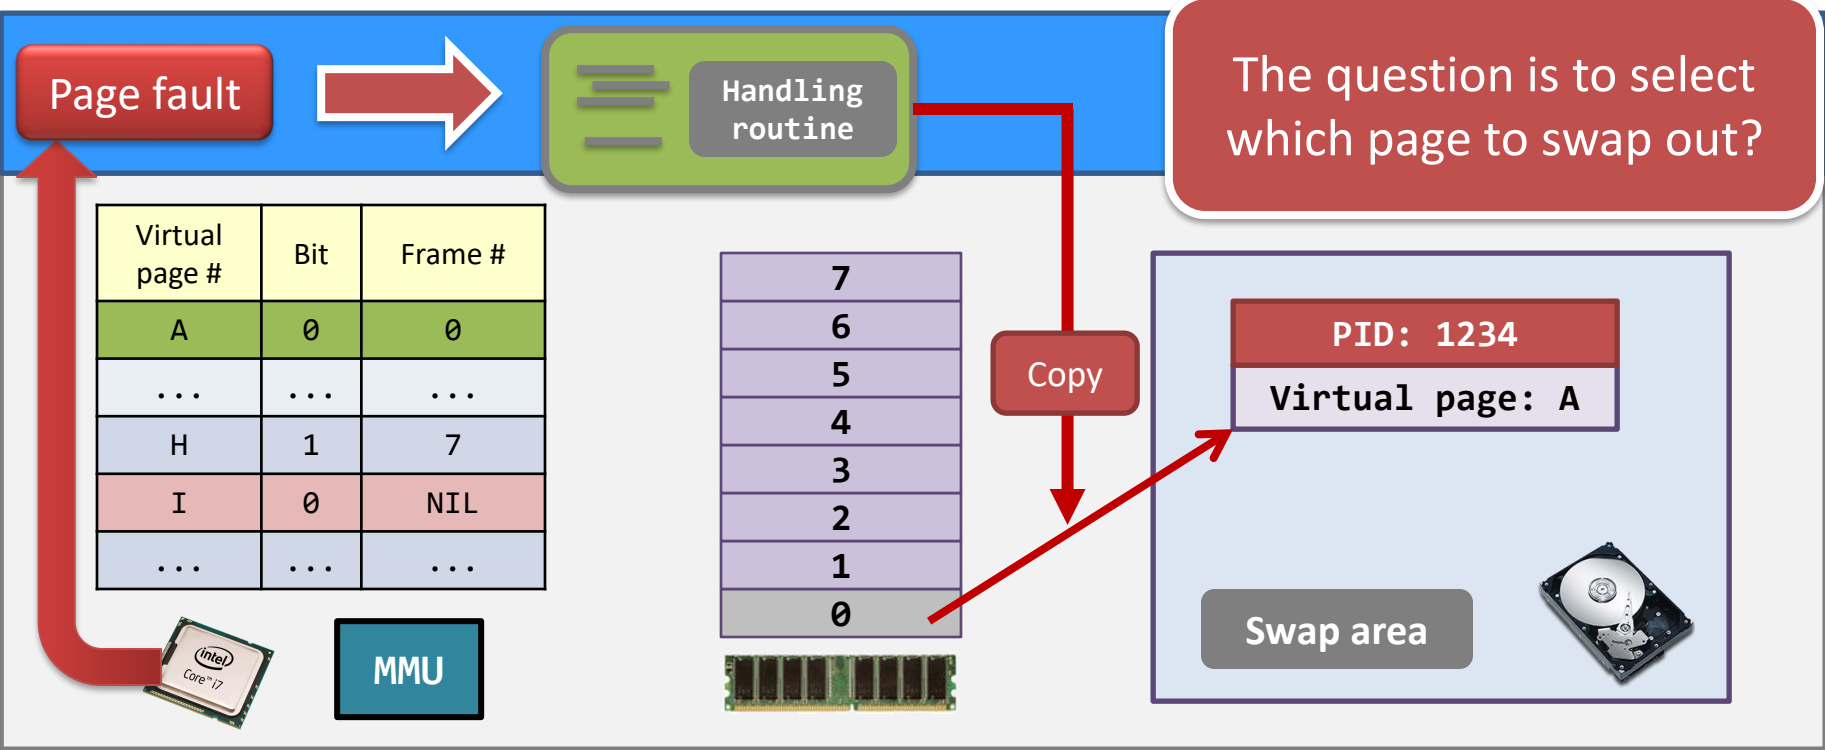 Page fault
Handling
routine
The question is to select
which page to swap out?
Virtual
page #
Bit
Frame #
A
0
0
...
...
...
H
1
7
I
0
NIL
...
...
...
7
6
5
4
3
2
1
0
Copy
PID: 1234
Virtual page: A
Swap area
intel
Core™ i7
MMU